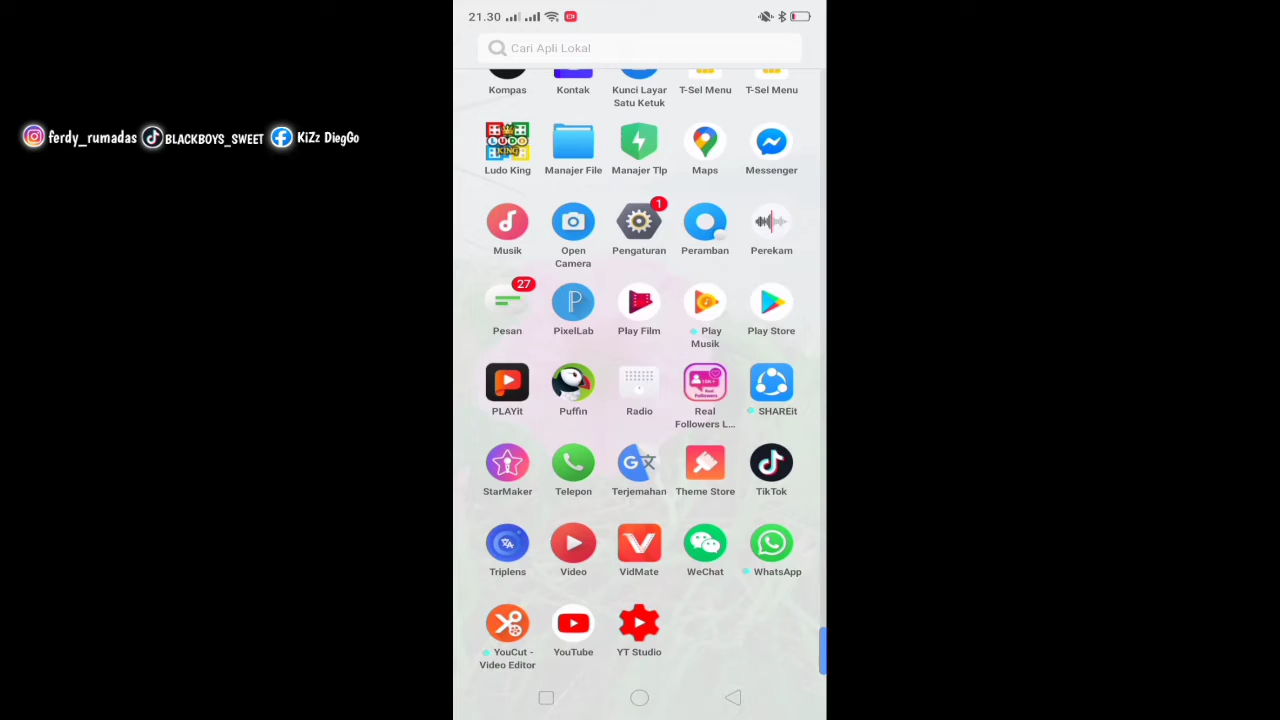 21.30
Cari Apli Lokal
Kompas
Kontak
Kunci Layar
Satu Ketuk
T-Sel Menu
T-Sel Menu
ferdy_rumadas BLACKBOYS_SWEET KiZz DiegGo
LUDO
KING
Ludo King
Manajer File
Manajer Tlp
Maps
Messenger
Musik
Open
Camera
1
Pengaturan
Peramban
Perekam
27
Pesan
PixelLab
Play Film
Play
Musik
Play Store
PLAYit
Puffin
Radio
Real
Followers L...
SHAREit
StarMaker
Telepon
Terjemahan
Theme Store
TikTok
Triplens
Video
VidMate
WeChat
WhatsApp
YouCut -
Video Editor
YouTube
YT Studio